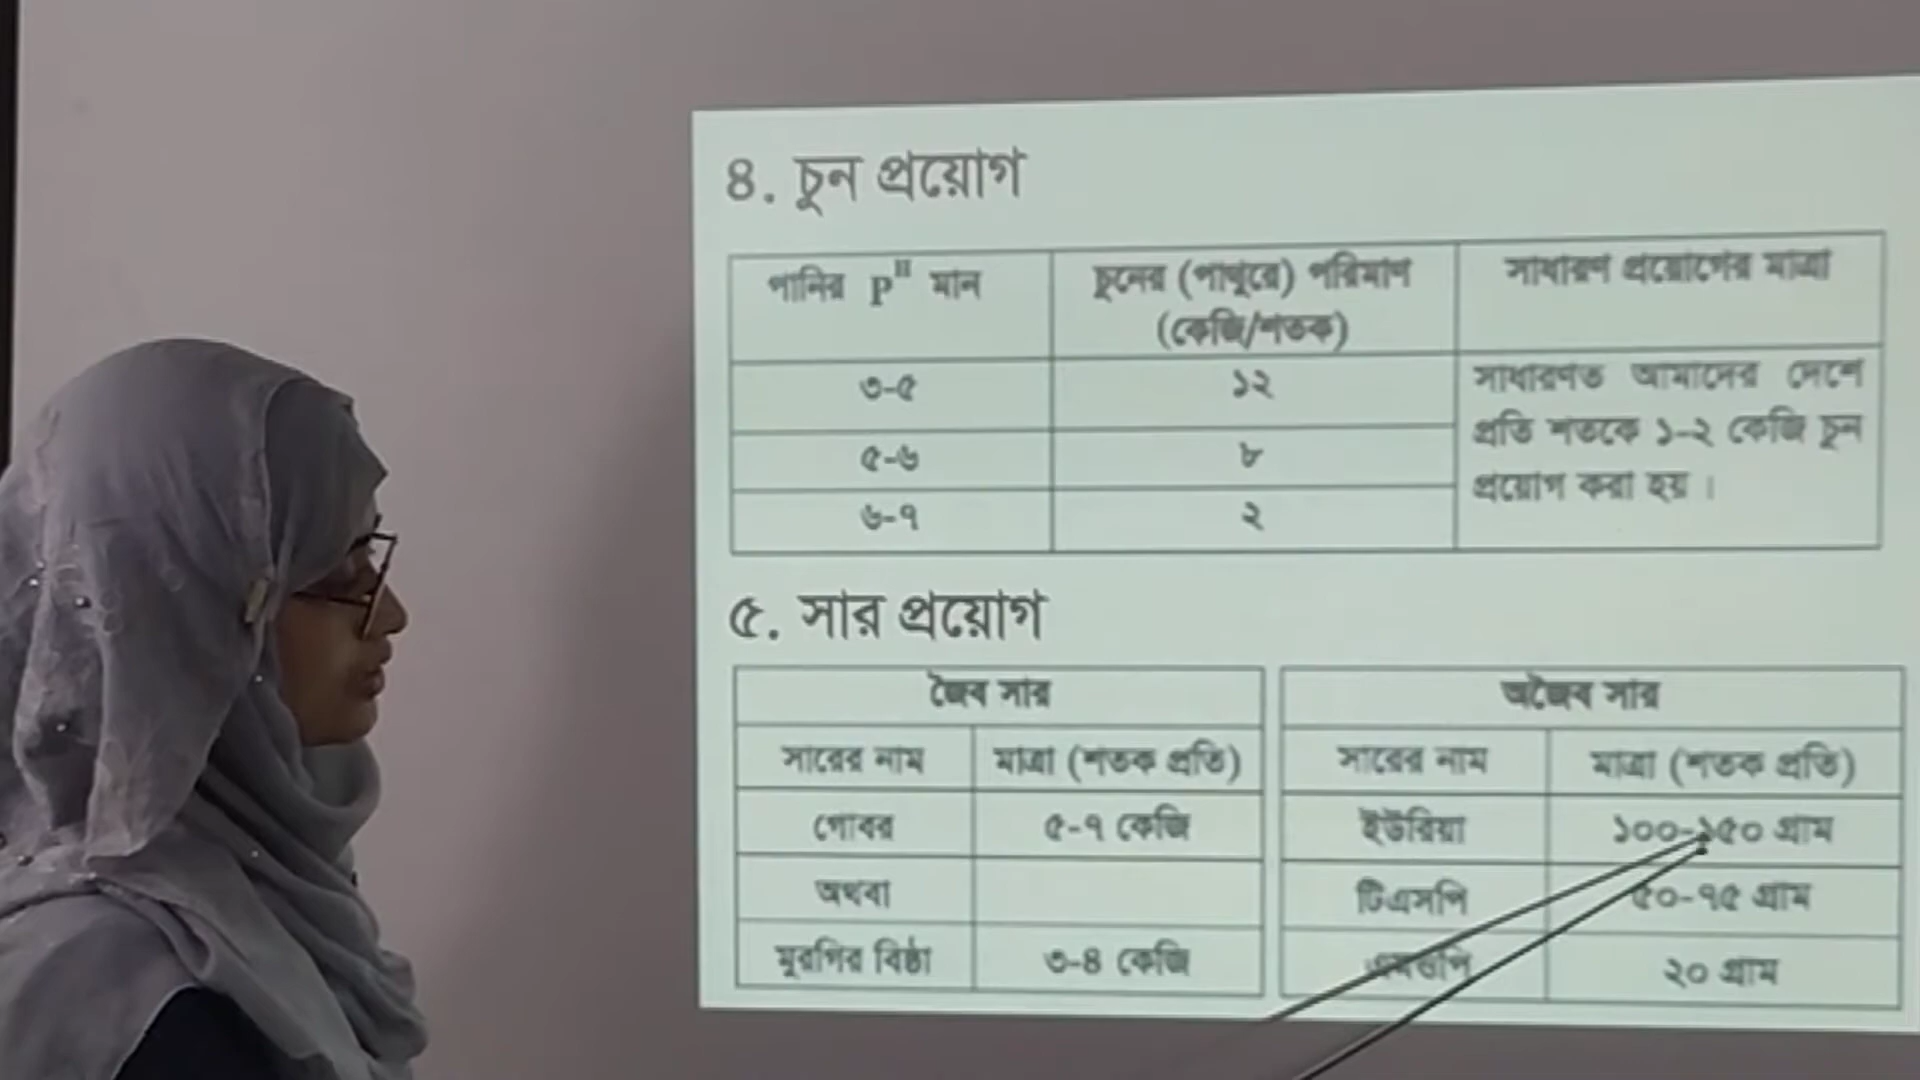 ৪. চুন প্রয়োগ
পানির P^H মান
চুনের (পাথুরে) পরিমাণ
(কেজি/শতক)
সাধারণ প্রয়োগের মাত্রা
৩-৫
১২
৫-৬
৮
৬-৭
২
সাধারণত আমাদের দেশে
প্রতি শতকে ১-২ কেজি চুন
প্রয়োগ করা হয় ।
৫. সার প্রয়োগ
জৈব সার
সারের নাম
মাত্রা (শতক প্রতি)
গোবর
৫-৭ কেজি
অথবা
মুরগির বিষ্ঠা
৩-৪ কেজি
অজৈব সার
সারের নাম
মাত্রা (শতক প্রতি)
ইউরিয়া
১০০-১৫০ গ্রাম
টিএসপি
৫০-৭৫ গ্রাম
এমওপি
২০ গ্রাম